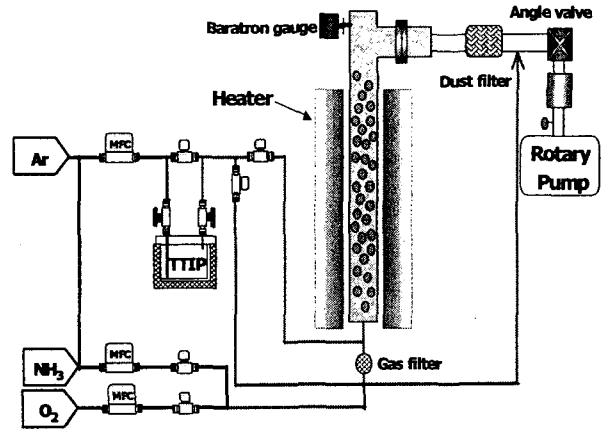 Angle valve
Baratron gauge
Dust filter
Heater
MFC
Ar
Rotary
Pump
TTIP
MFC
NH3
Gas filter
MFC
O2